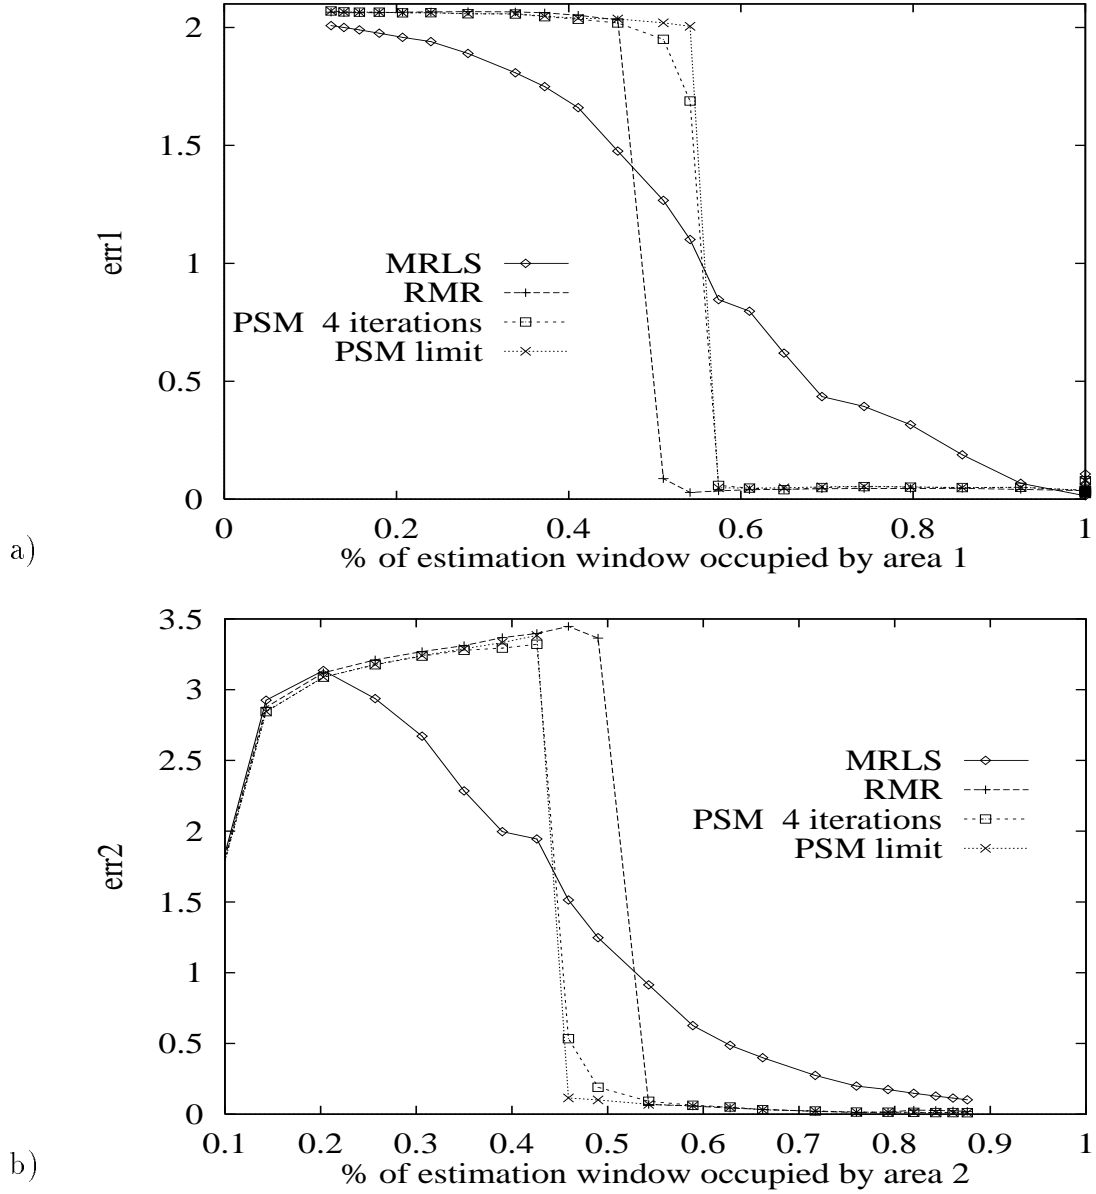 2
1.5
1
0.5
0
err1
MRLS
RMR
PSM 4 iterations
PSM limit
0 0.2 0.4 0.6 0.8 1
% of estimation window occupied by area 1
a)
3.5
3
2.5
2
1.5
1
0.5
0
err2
MRLS
RMR
PSM 4 iterations
PSM limit
0.1 0.2 0.3 0.4 0.5 0.6 0.7 0.8 0.9 1
% of estimation window occupied by area 2
b)